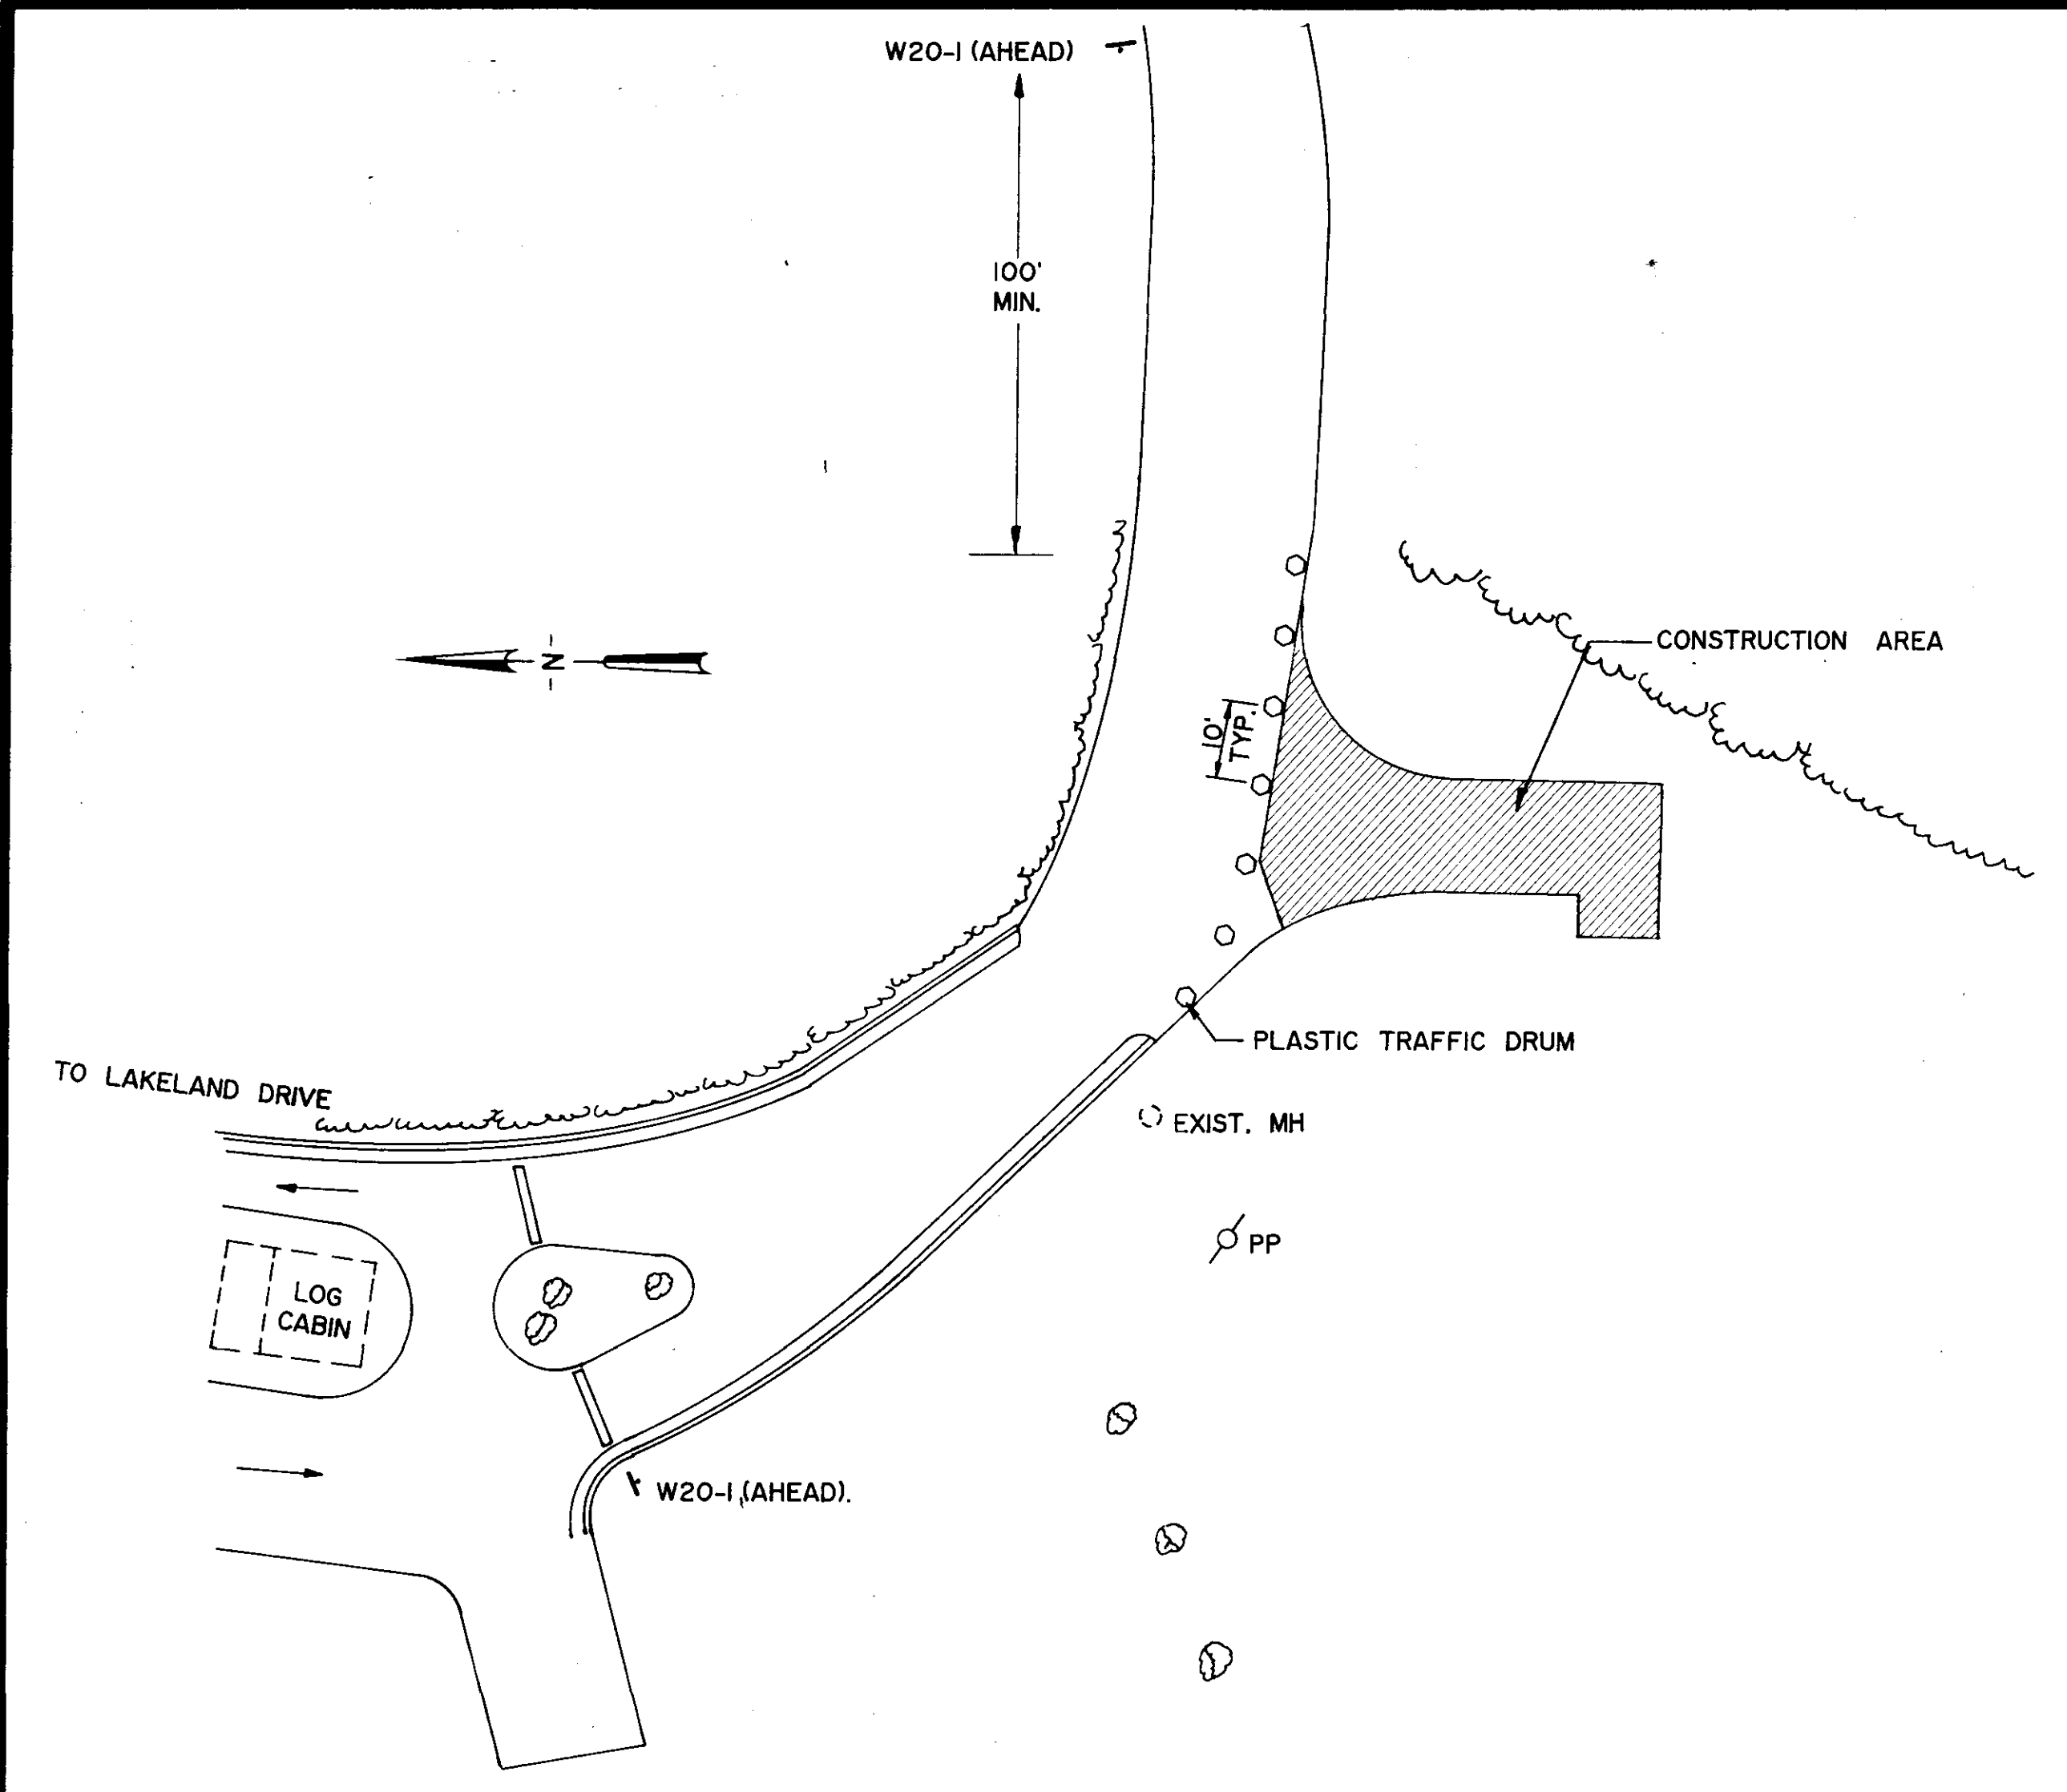 W20-1 (AHEAD)
100'
MIN.
N
CONSTRUCTION AREA
10'
TYP.
PLASTIC TRAFFIC DRUM
TO LAKELAND DRIVE
EXIST. MH
PP
LOG
CABIN
W20-1,(AHEAD).